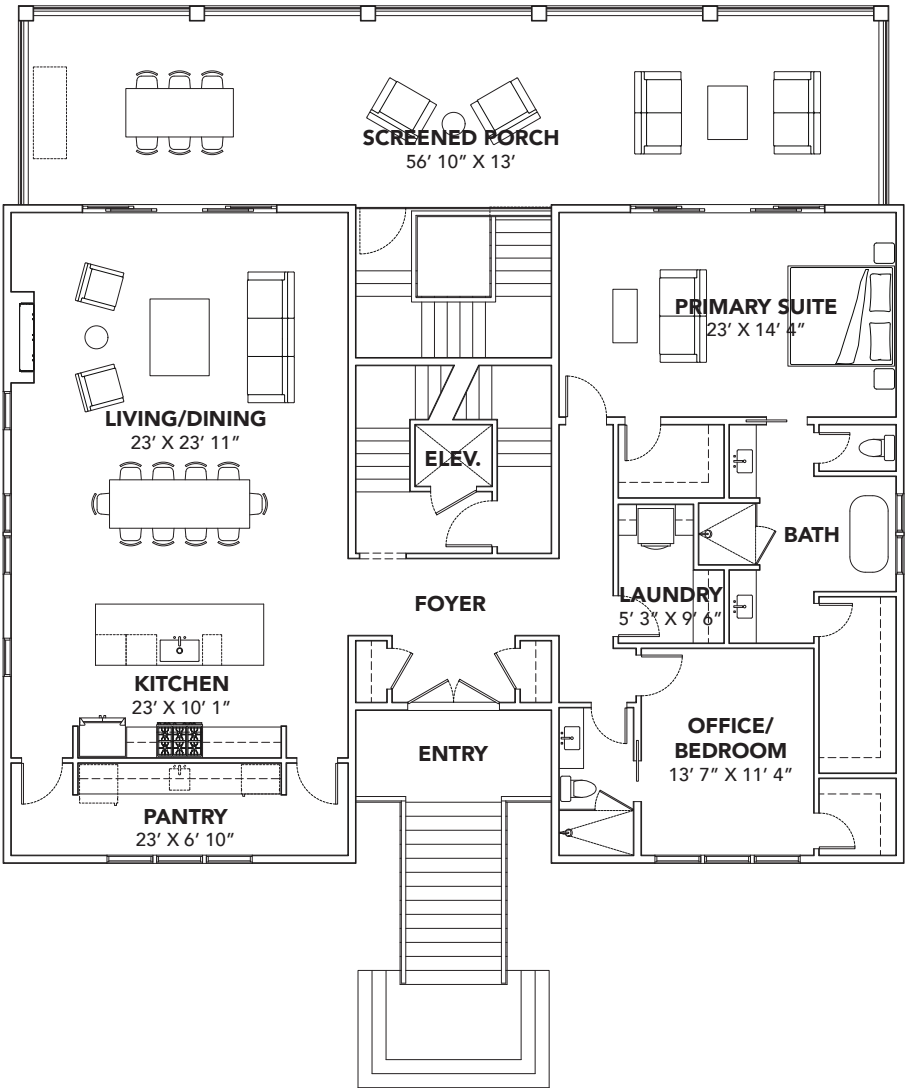 SCREENED PORCH
56′ 10″ X 13′
PRIMARY SUITE
23′ X 14′ 4″
LIVING/DINING
23′ X 23′ 11″
ELEV.
BATH
FOYER
LAUNDRY
5′ 3″ X 9′ 6″
KITCHEN
23′ X 10′ 1″
ENTRY
OFFICE/
BEDROOM
13′ 7″ X 11′ 4″
PANTRY
23′ X 6′ 10″